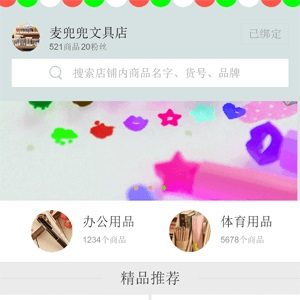 麦兜兜文具店
已绑定
521商品20粉丝
搜索店铺内商品名字、货号、品牌
办公用品
1234个商品
体育用品
5678个商品
精品推荐